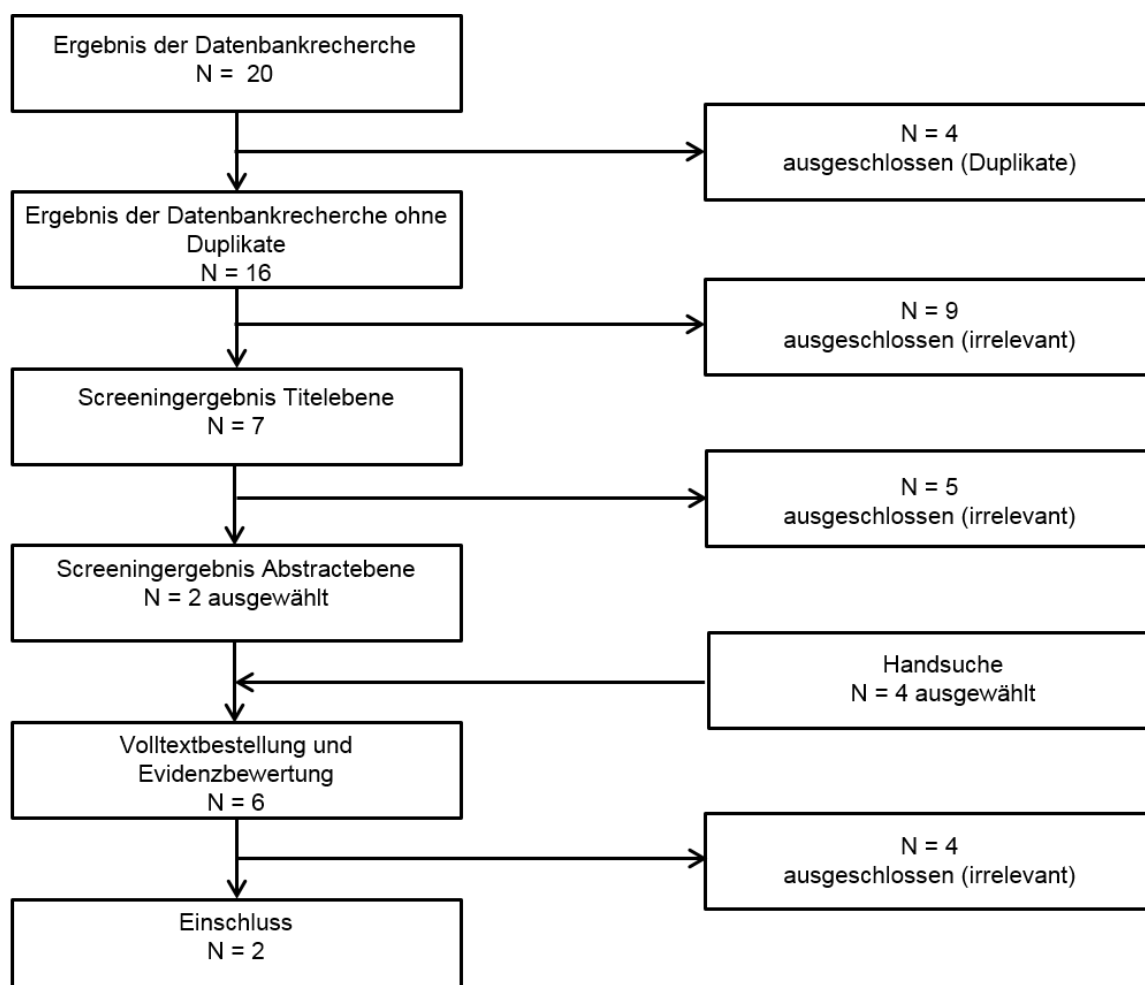 Ergebnis der Datenbankrecherche
N = 20
N = 4
ausgeschlossen (Duplikate)
Ergebnis der Datenbankrecherche ohne
Duplikate
N = 16
N = 9
ausgeschlossen (irrelevant)
Screeningergebnis Titelebene
N = 7
N = 5
ausgeschlossen (irrelevant)
Screeningergebnis Abstractebene
N = 2 ausgewählt
Handsuche
N = 4 ausgewählt
Volltextbestellung und
Evidenzbewertung
N = 6
N = 4
ausgeschlossen (irrelevant)
Einschluss
N = 2